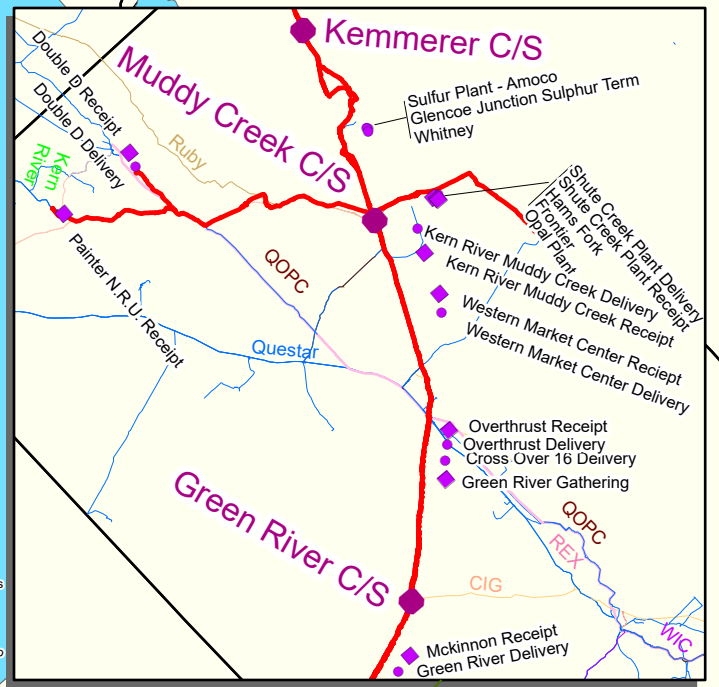 Kemmerer C/S
Muddy Creek C/S
Double D Receipt
Double D Delivery
Sulfur Plant - Amoco
Glencoe Junction Sulphur Term
Whitney
Ruby
Kern
River
Shute Creek Plant Delivery
Shute Creek Plant Receipt
Hams Fork
Frontier
Opal Plant
Kern River Muddy Creek Delivery
Kern River Muddy Creek Receipt
QOPC
Painter N.R.U. Receipt
Western Market Center Reciept
Western Market Center Delivery
Questar
Overthrust Receipt
Overthrust Delivery
Cross Over 16 Delivery
Green River Gathering
Green River C/S
QOPC
REX
CIG
WIC
Mckinnon Receipt
Green River Delivery